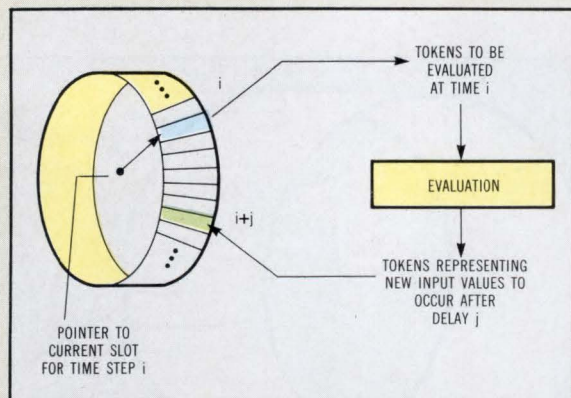 i
TOKENS TO BE
EVALUATED
AT TIME i
EVALUATION
i+j
TOKENS REPRESENTING
NEW INPUT VALUES TO
OCCUR AFTER
DELAY j
POINTER TO
CURRENT SLOT
FOR TIME STEP i